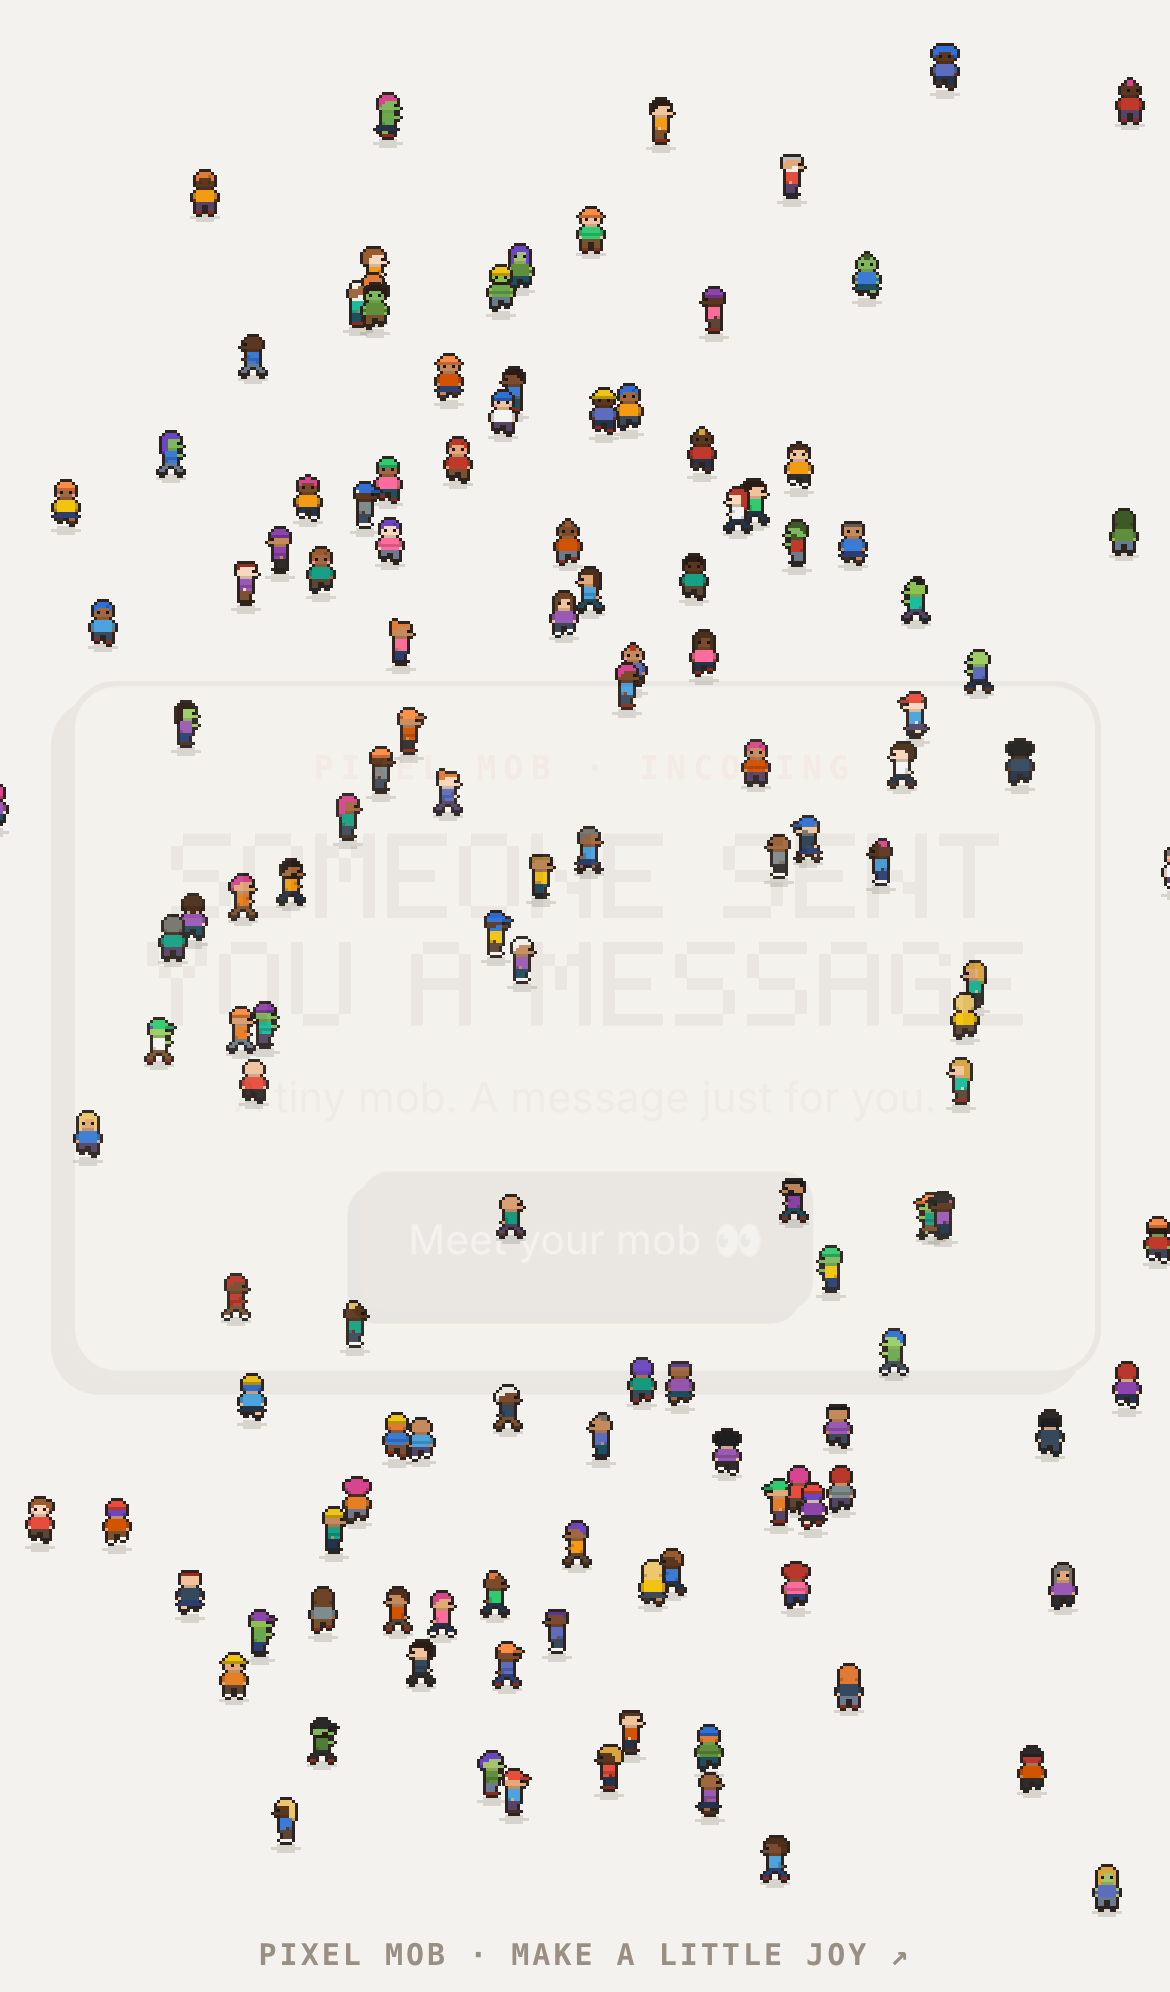 PIXEL MOB · INCOMING
SOMEONE SENT
YOU A MESSAGE
A tiny mob. A message just for you.
Meet your mob 👀
PIXEL MOB · MAKE A LITTLE JOY ↗